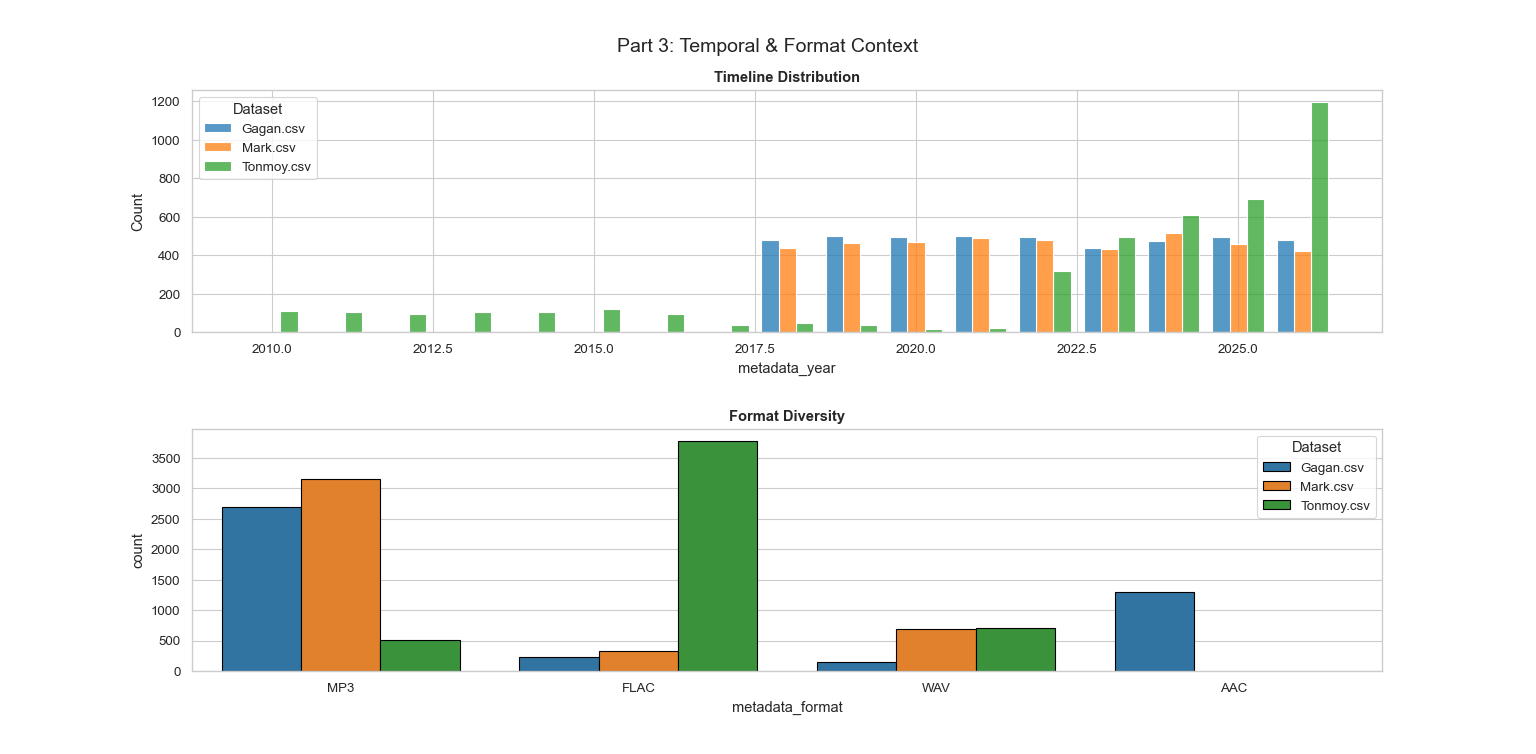 Part 3: Temporal & Format Context
Timeline Distribution
Dataset
Gagan.csv
Mark.csv
Tonmoy.csv
1200
1000
800
600
400
200
0
Count
2010.0 2012.5 2015.0 2017.5 2020.0 2022.5 2025.0
metadata_year
Format Diversity
Dataset
Gagan.csv
Mark.csv
Tonmoy.csv
3500
3000
2500
2000
1500
1000
500
0
count
MP3 FLAC WAV AAC
metadata_format